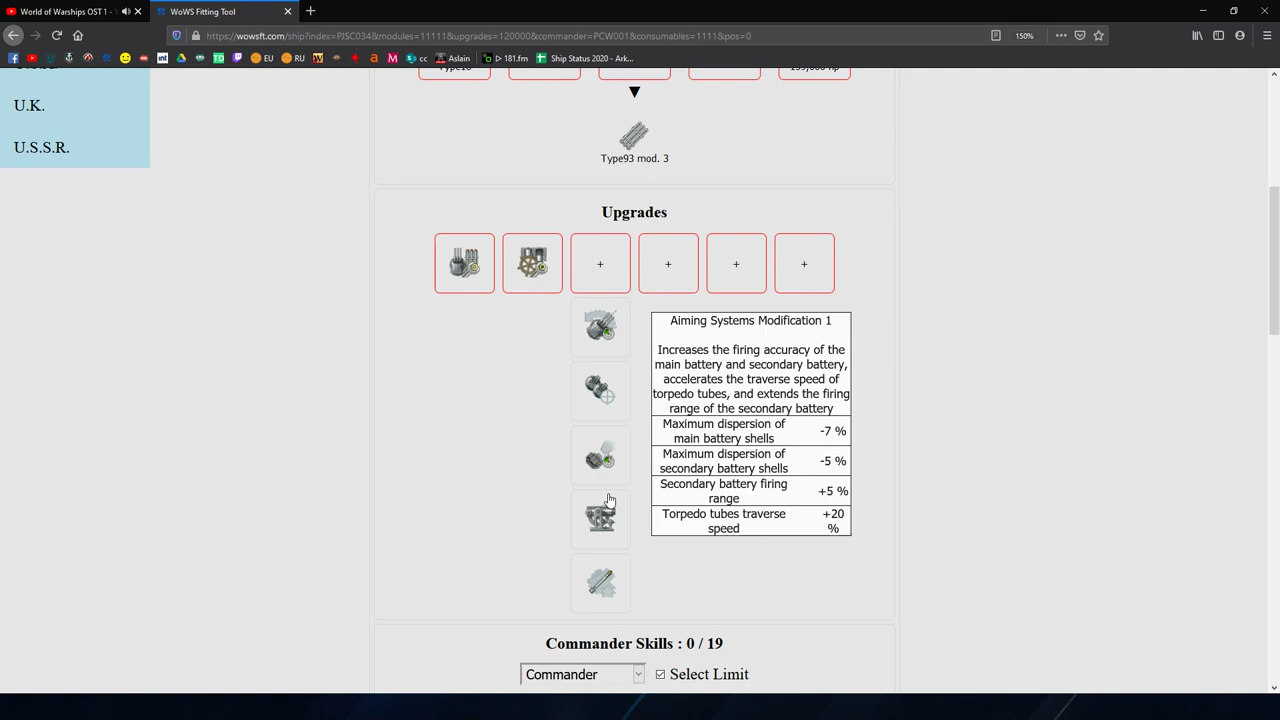 World of Warships OST 1 -
WoWS Fitting Tool
https://wowsft.com/ship?index=PJSC034&modules=11111&upgrades=120000&commander=PCW001&consumables=1111&pos=0
150%
EU
RU
cc
Aslain
181.fm
Ship Status 2020 - Ark...
U.K.
U.S.S.R.
Type93 mod. 3
Upgrades
+ + + +
Aiming Systems Modification 1
Increases the firing accuracy of the
main battery and secondary battery,
accelerates the traverse speed of
torpedo tubes, and extends the firing
range of the secondary battery
Maximum dispersion of
main battery shells
-7 %
Maximum dispersion of
secondary battery shells
-5 %
Secondary battery firing
range
+5 %
Torpedo tubes traverse
speed
+20
%
Commander Skills : 0 / 19
Commander
Select Limit